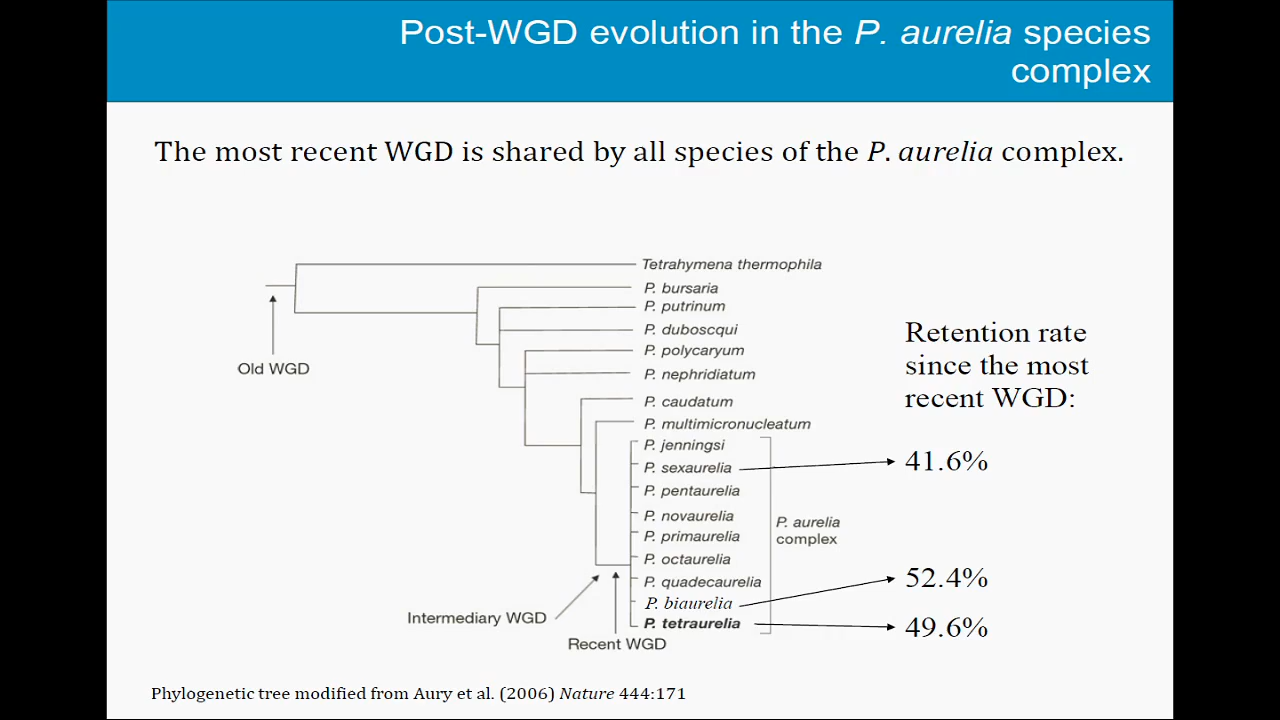 Post-WGD evolution in the P. aurelia species
complex
The most recent WGD is shared by all species of the P. aurelia complex.
Tetrahymena thermophila
P. bursaria
P. putrinum
P. duboscqui
P. polycaryum
P. nephridiatum
P. caudatum
P. multimicronucleatum
P. jenningsi
P. sexaurelia
P. pentaurelia
P. novaurelia
P. primaurelia
P. octaurelia
P. quadecaurelia
P. biaurelia
P. tetraurelia
Old WGD
Intermediary WGD
Recent WGD
P. aurelia
complex
Retention rate
since the most
recent WGD:
41.6%
52.4%
49.6%
Phylogenetic tree modified from Aury et al. (2006) Nature 444:171